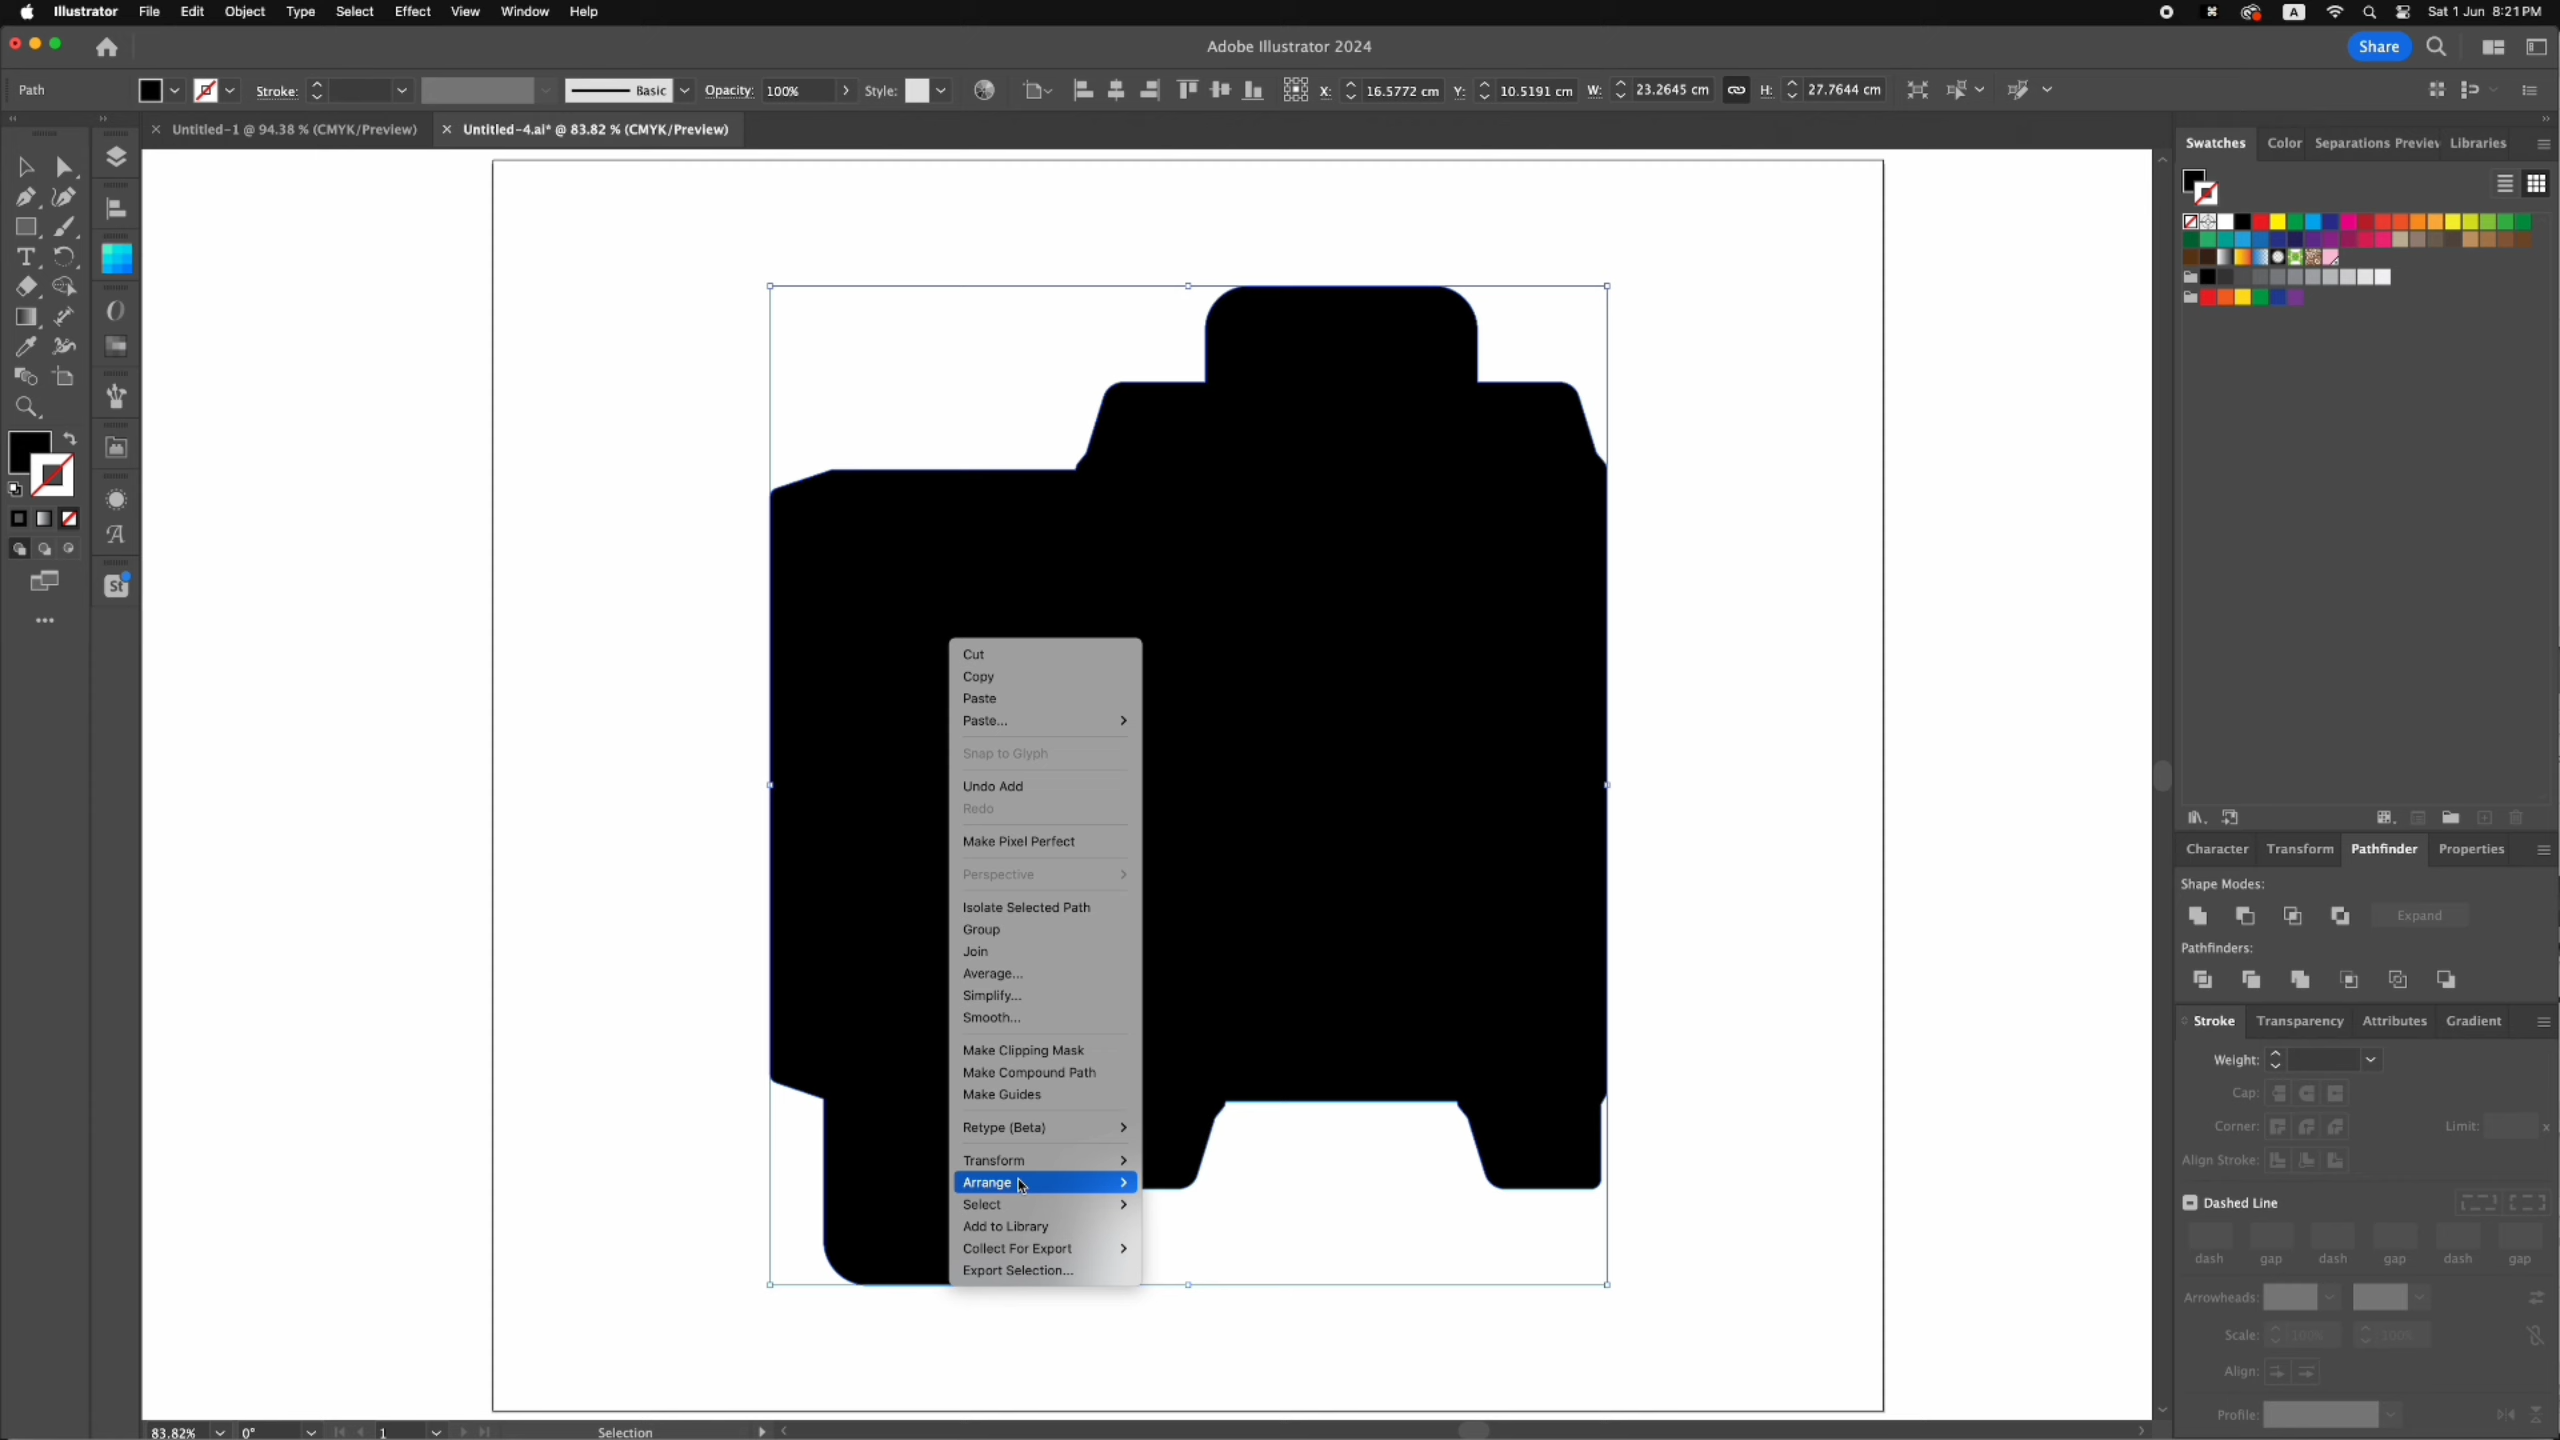 Illustrator File Edit Object Type Select Effect View Window Help
A Sat 1 Jun 8:21 PM
Adobe Illustrator 2024
Share
Path
Stroke:
Basic
Opacity: 100%
Style:
X: 16.5772 cm
Y: 10.5191 cm
W: 23.2645 cm
H: 27.7644 cm
Untitled-1 @ 94.38 % (CMYK/Preview)
Untitled-4.ai* @ 83.82 % (CMYK/Preview)
Swatches Color Separations Preview Libraries
T
St
Cut
Copy
Paste
Paste...
Snap to Glyph
Undo Add
Redo
Make Pixel Perfect
Perspective
Isolate Selected Path
Group
Join
Average...
Simplify...
Smooth...
Make Clipping Mask
Make Compound Path
Make Guides
Retype (Beta)
Transform
Arrange
Select
Add to Library
Collect For Export
Export Selection...
Character Transform Pathfinder Properties
Shape Modes:
Expand
Pathfinders:
Stroke Transparency Attributes Gradient
Weight:
Cap:
Corner:
Limit: x
Align Stroke:
Dashed Line
dash gap dash gap dash gap
Arrowheads:
Scale: 100% 100%
Align:
Profile:
83.82% 0° 1 Selection